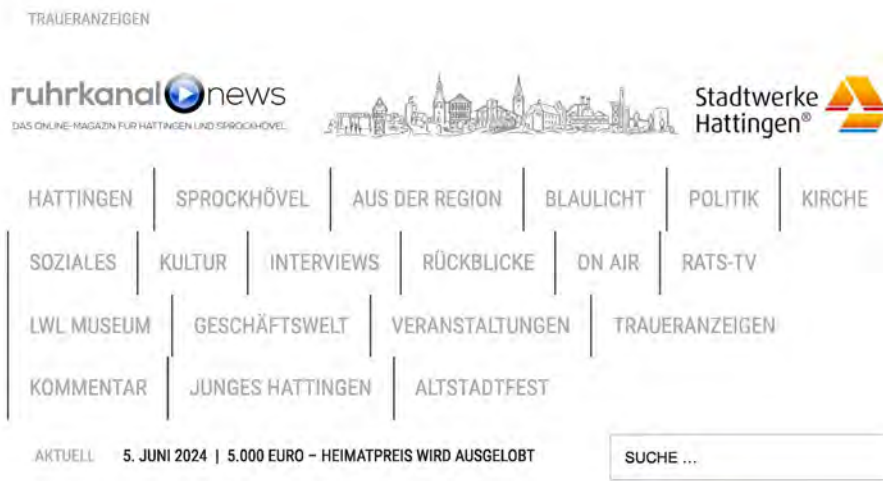 TRAUERANZEIGEN
ruhrkanal news
DAS ONLINE-MAGAZIN FÜR HATTINGEN UND SPROCKHÖVEL
Stadtwerke
Hattingen®
HATTINGEN SPROCKHÖVEL AUS DER REGION BLAULICHT POLITIK KIRCHE
SOZIALES KULTUR INTERVIEWS RÜCKBLICKE ON AIR RATS-TV
LWL MUSEUM GESCHÄFTSWELT VERANSTALTUNGEN TRAUERANZEIGEN
KOMMENTAR JUNGES HATTINGEN ALTSTADTFEST
AKTUELL 5. JUNI 2024 | 5.000 EURO – HEIMATPREIS WIRD AUSGELOBT SUCHE ...